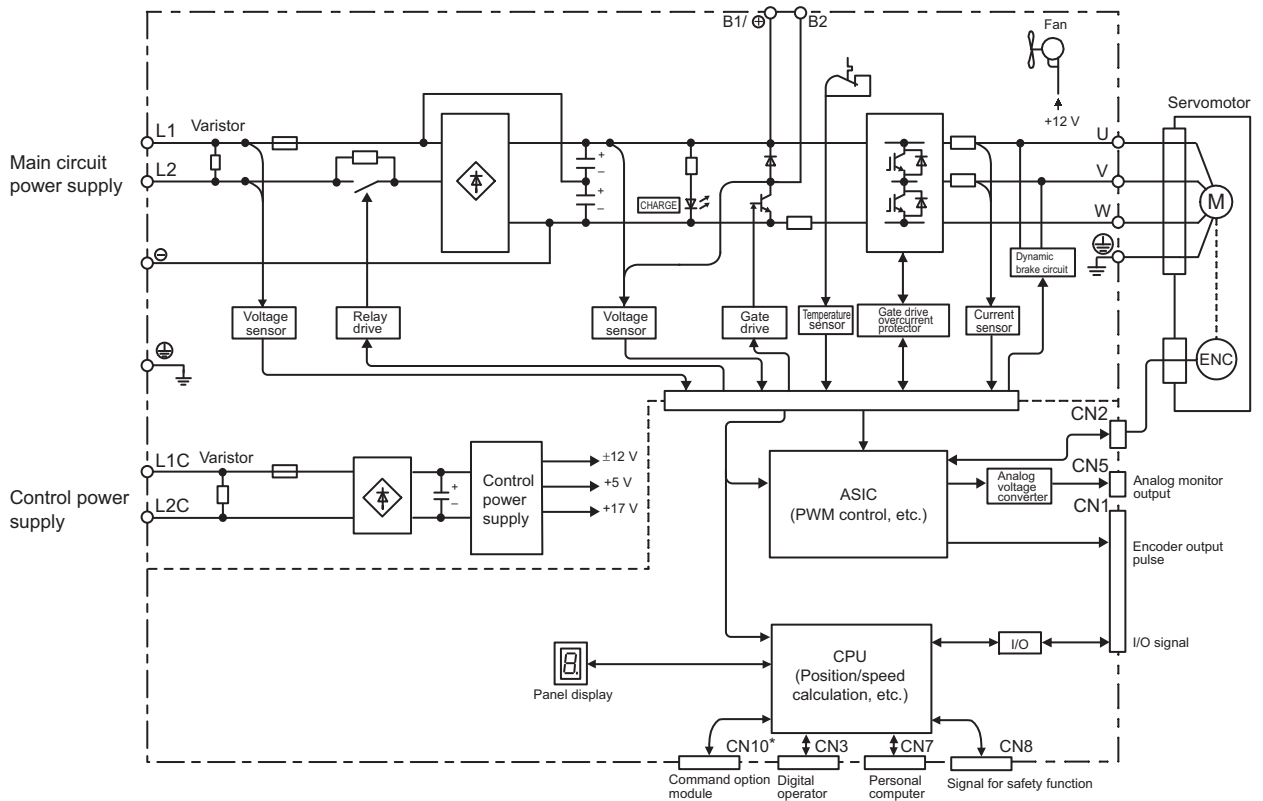 B1/ ⊕
B2
Fan
+12 V
Servomotor
Main circuit
power supply
L1
Varistor
L2
+
–
+
–
CHARGE
U
V
W
M
⊖
Dynamic
brake circuit
Voltage
sensor
Relay
drive
Voltage
sensor
Gate
drive
Temperature
sensor
Gate drive
overcurrent
protector
Current
sensor
ENC
CN2
Control power
supply
L1C
Varistor
L2C
+
–
Control
power
supply
±12 V
+5 V
+17 V
ASIC
(PWM control, etc.)
Analog
voltage
converter
CN5
Analog monitor
output
CN1
Encoder output
pulse
I/O
I/O signal
8.
Panel display
CPU
(Position/speed
calculation, etc.)
CN10*
CN3
CN7
CN8
Command option
module
Digital
operator
Personal
computer
Signal for safety function